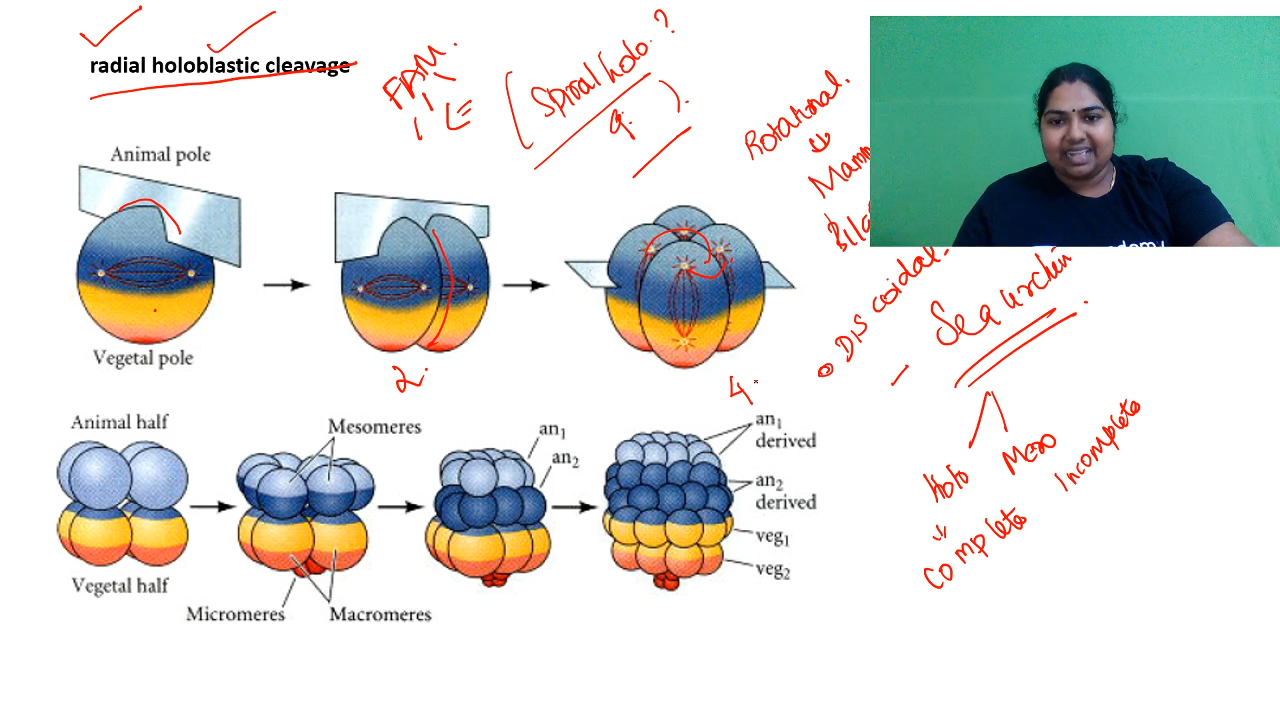 radial holoblastic cleavage
FAM.
(Spiral holo. ?
9. ).
Rotational.
Animal pole
Vegetal pole
2.
4.
DIScoidal-
- Sea urchin
Holo
Mero
Complete
Incomplete
Animal half
Vegetal half
Mesomeres
Micromeres
Macromeres
an1
an2
an1
derived
an2
derived
veg1
veg2